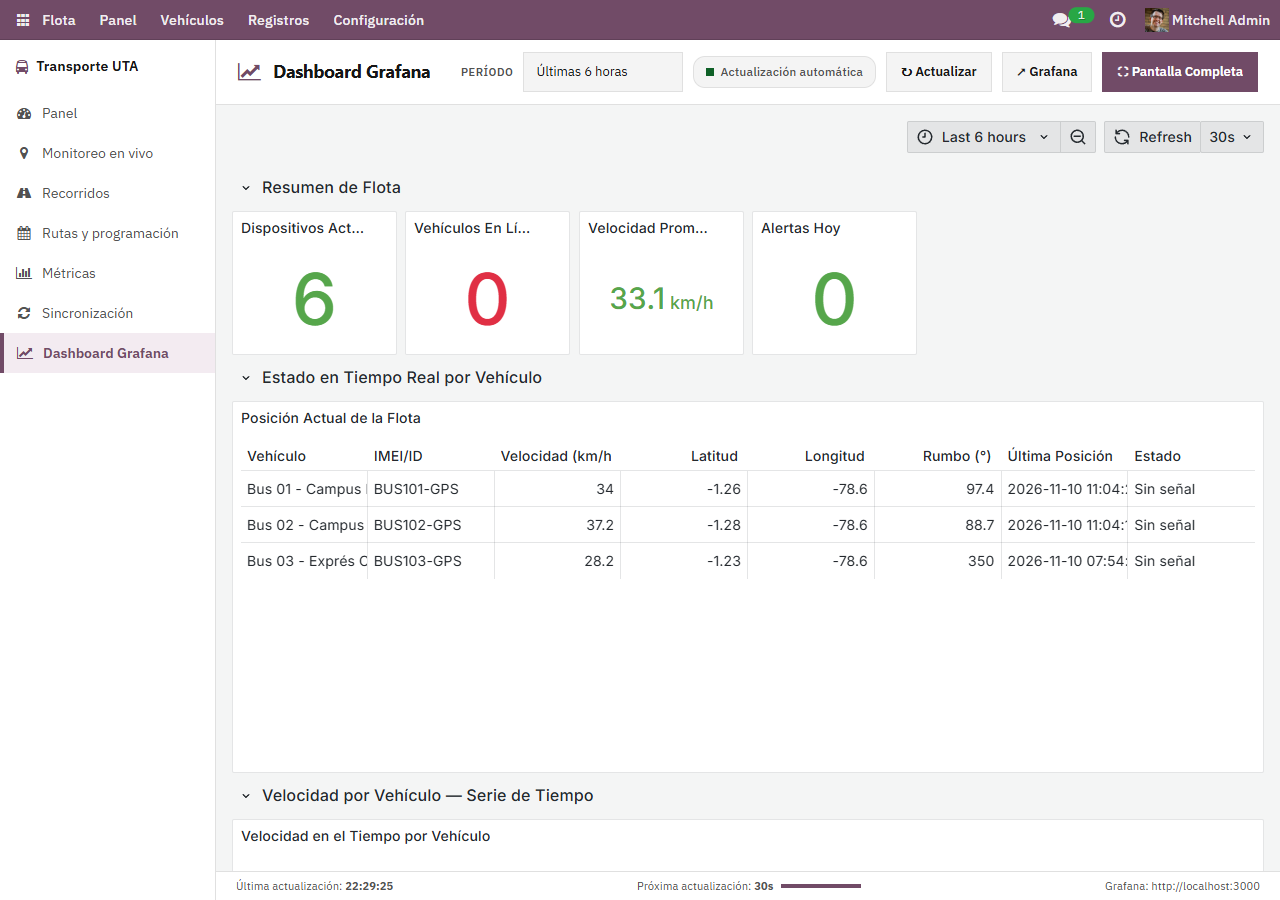 Flota Panel Vehículos Registros Configuración 1 Mitchell Admin
Transporte UTA
Panel
Monitoreo en vivo
Recorridos
Rutas y programación
Métricas
Sincronización
Dashboard Grafana
Dashboard Grafana PERÍODO Últimas 6 horas Actualización automática ↻ Actualizar ↗ Grafana ⛶ Pantalla Completa
Last 6 hours Refresh 30s
Resumen de Flota
Dispositivos Act... Vehículos En Lí... Velocidad Prom... Alertas Hoy
6 0 33.1 km/h 0
Estado en Tiempo Real por Vehículo
Posición Actual de la Flota
Vehículo IMEI/ID Velocidad (km/h Latitud Longitud Rumbo (°) Última Posición Estado
Bus 01 - Campus BUS101-GPS 34 -1.26 -78.6 97.4 2026-11-10 11:04: Sin señal
Bus 02 - Campus BUS102-GPS 37.2 -1.28 -78.6 88.7 2026-11-10 11:04: Sin señal
Bus 03 - Exprés C BUS103-GPS 28.2 -1.23 -78.6 350 2026-11-10 07:54: Sin señal
Velocidad por Vehículo — Serie de Tiempo
Velocidad en el Tiempo por Vehículo
Última actualización: 22:29:25 Próxima actualización: 30s Grafana: http://localhost:3000